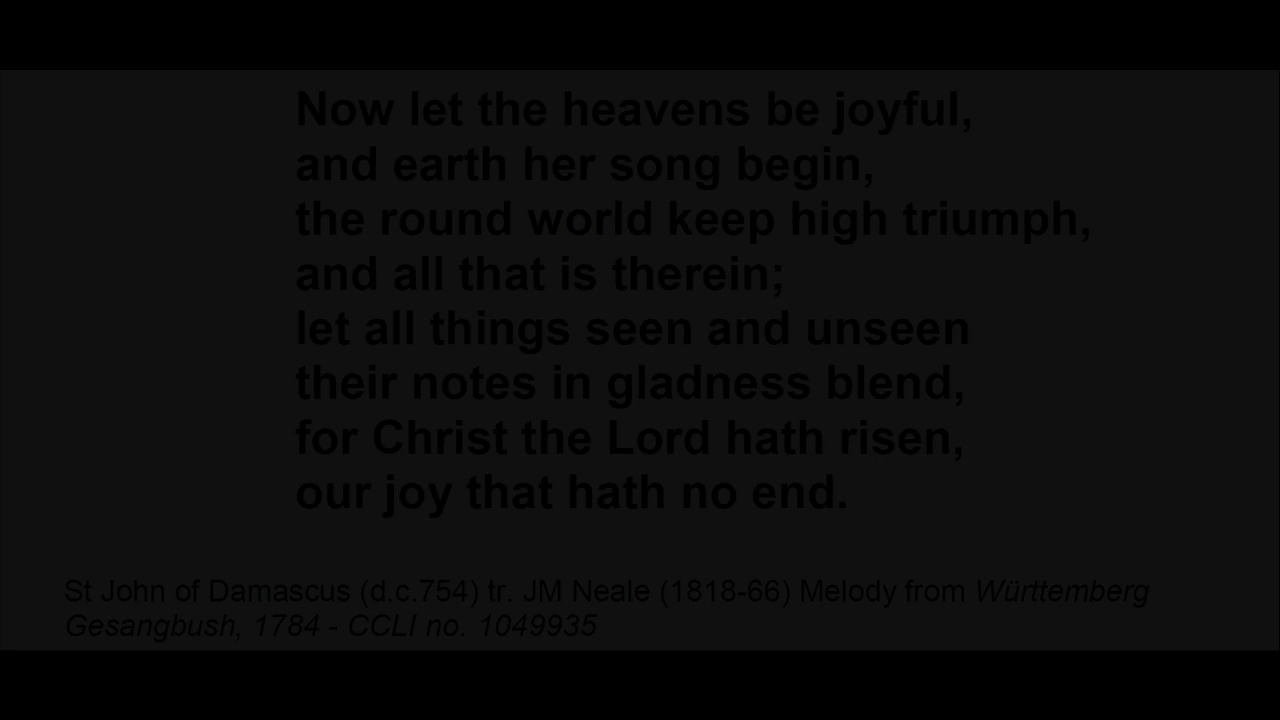 Now let the heavens be joyful,
and earth her song begin,
the round world keep high triumph,
and all that is therein;
let all things seen and unseen
their notes in gladness blend,
for Christ the Lord hath risen,
our joy that hath no end.
St John of Damascus (d.c.754) tr. JM Neale (1818-66) Melody from Württemberg
Gesangbush, 1784 - CCLI no. 1049935